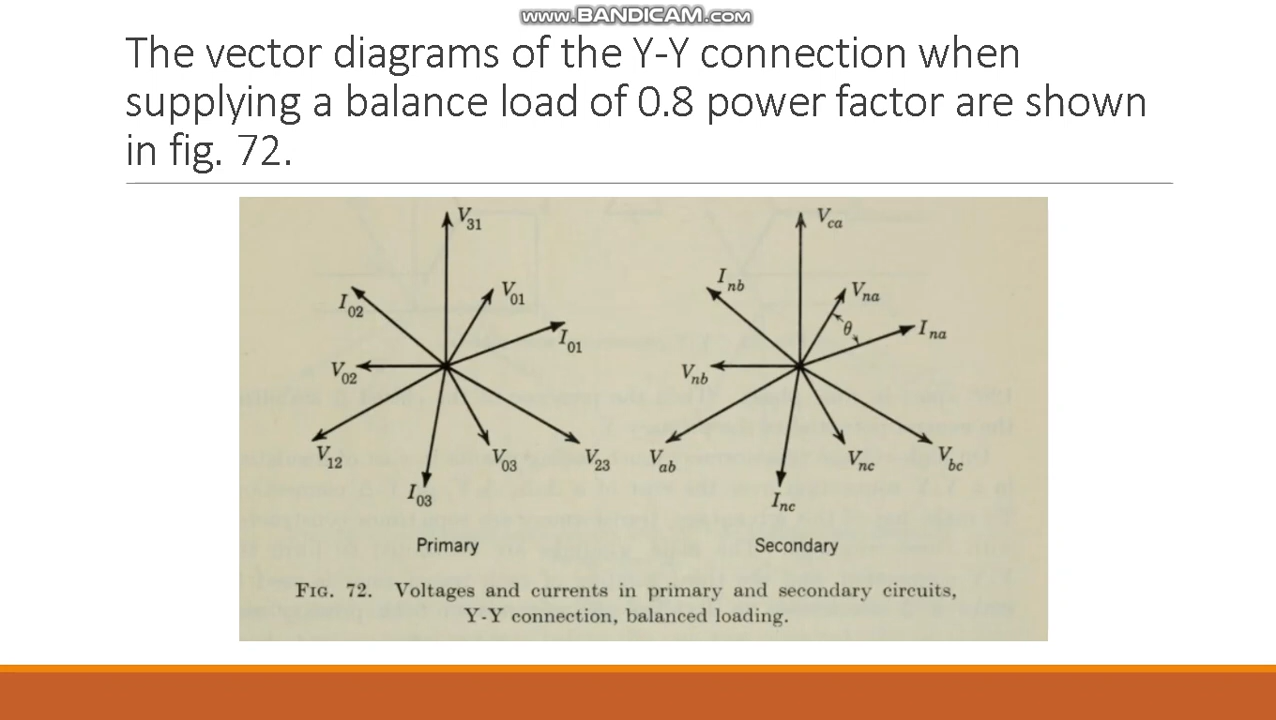 www.BANDICAM.com
The vector diagrams of the Y-Y connection when
supplying a balance load of 0.8 power factor are shown
in fig. 72.
V31
Vca
I02
V01
Inb
Vna
I01
θ
Ina
V02
Vnb
V12
V03
V23
Vab
Vnc
Vbc
I03
Inc
Primary
Secondary
FIG. 72. Voltages and currents in primary and secondary circuits,
Y-Y connection, balanced loading.